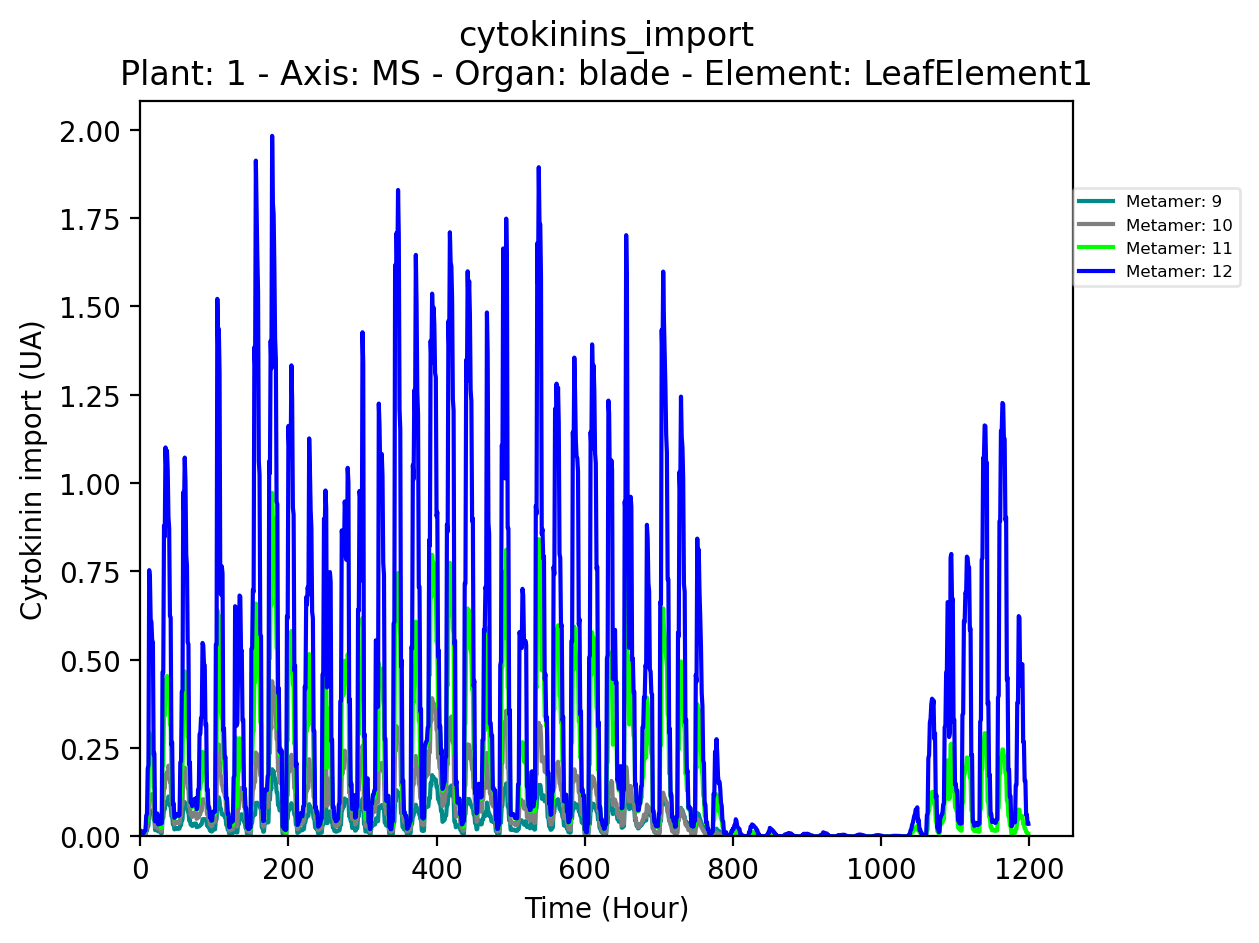 cytokinins_import
Plant: 1 - Axis: MS - Organ: blade - Element: LeafElement1
2.00
1.75
1.50
1.25
1.00
0.75
0.50
0.25
0.00
Cytokinin import (UA)
0 200 400 600 800 1000 1200
Time (Hour)
Metamer: 9
Metamer: 10
Metamer: 11
Metamer: 12